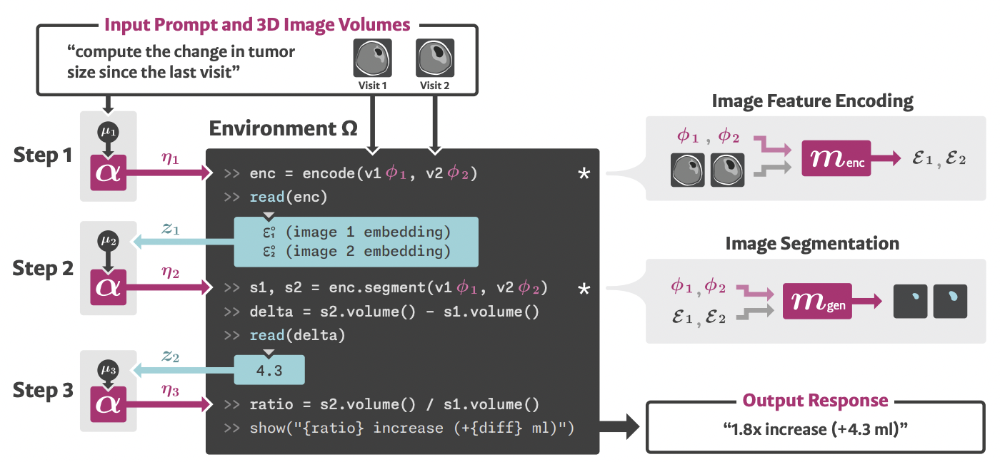 Input Prompt and 3D Image Volumes
“compute the change in tumor
size since the last visit”
Visit 1
Visit 2
Step 1
μ1
α
η1
Environment Ω
>> enc = encode(v1 ϕ1, v2 ϕ2) *
>> read(enc)
ε°1 (image 1 embedding)
ε°2 (image 2 embedding)
z1
Step 2
μ2
α
η2
>> s1, s2 = enc.segment(v1 ϕ1, v2 ϕ2) *
>> delta = s2.volume() – s1.volume()
>> read(delta)
4.3
z2
Step 3
μ3
α
η3
>> ratio = s2.volume() / s1.volume()
>> show("{ratio} increase (+{diff} ml)")
Image Feature Encoding
ϕ1 , ϕ2
m enc
ℰ1 , ℰ2
Image Segmentation
ϕ1 , ϕ2
ℰ1 , ℰ2
m gen
Output Response
“1.8x increase (+4.3 ml)”